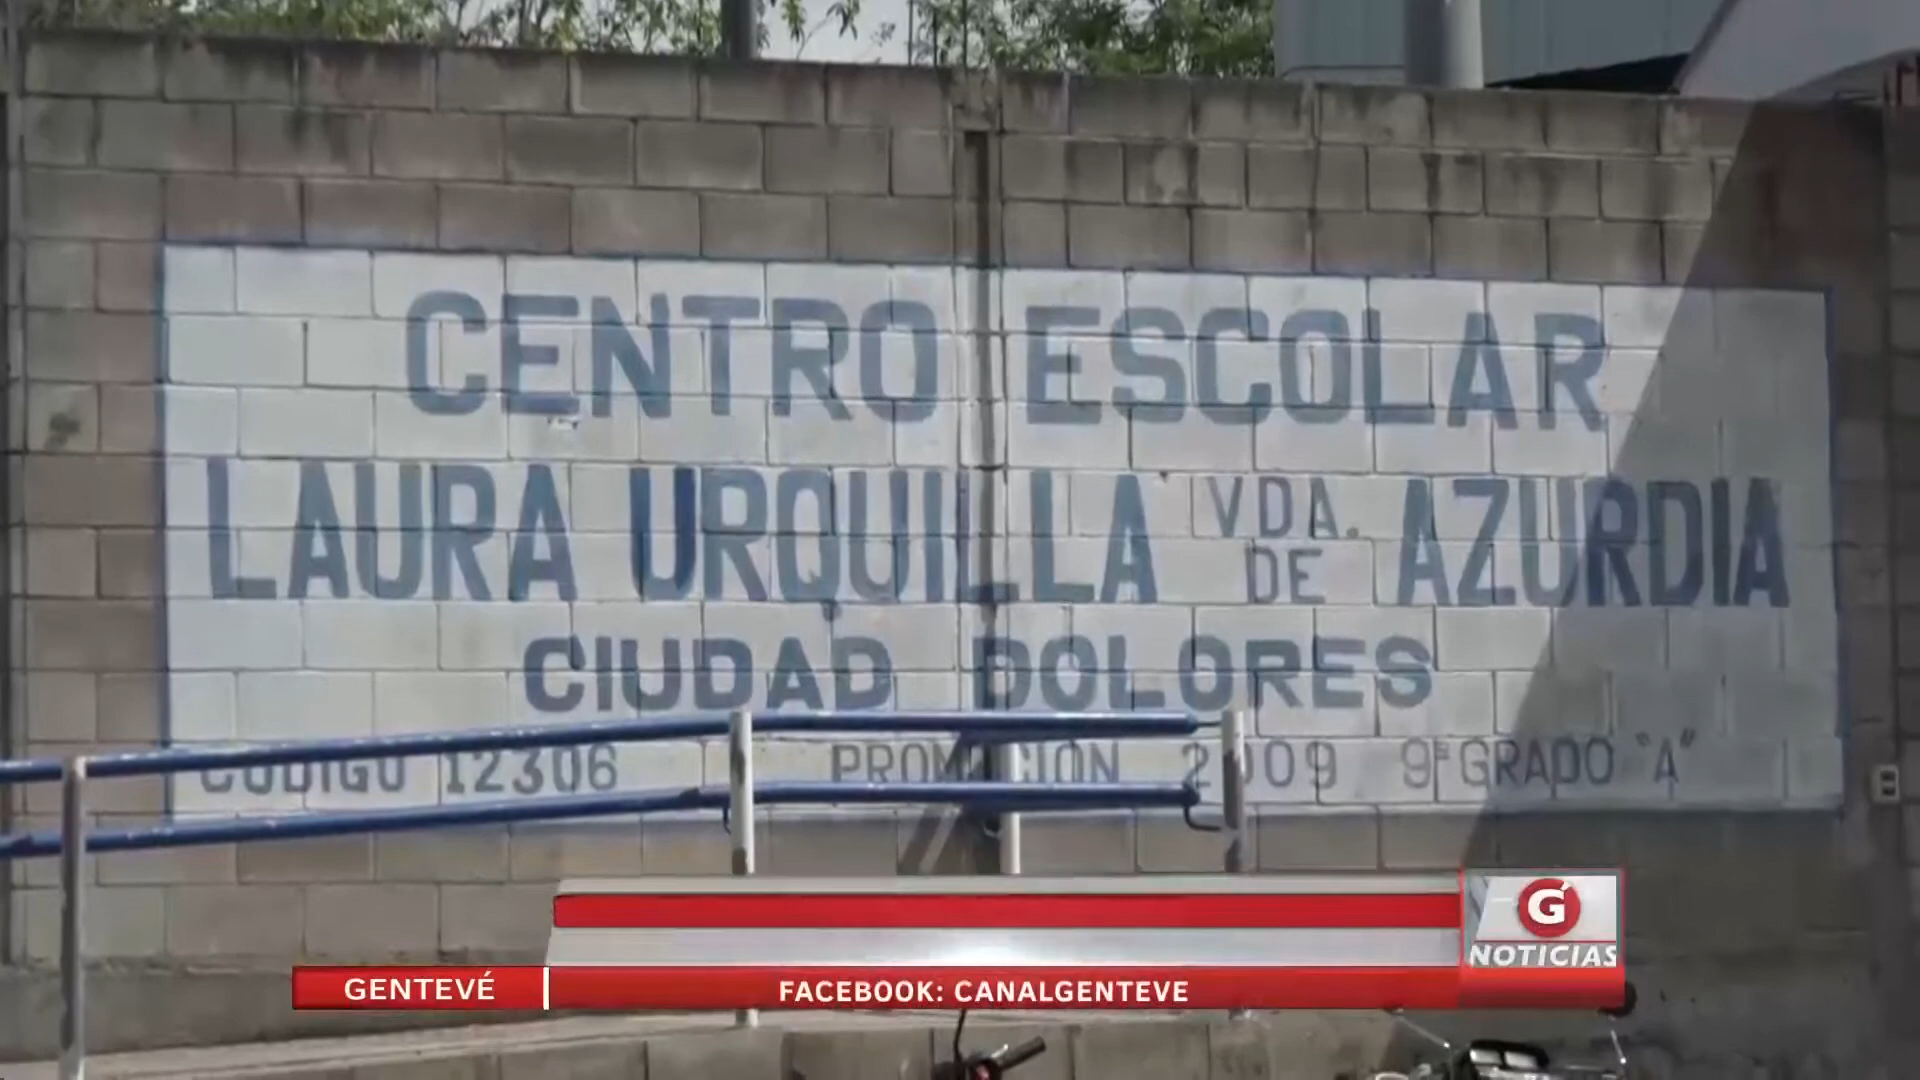 CENTRO ESCOLAR
LAURA URQUILLA VDA. DE AZURDIA
CIUDAD DOLORES
CODIGO 12306 PROMOCION 2009 9º GRADO "A"
G
NOTICIAS
GENTEVÉ FACEBOOK: CANALGENTEVE